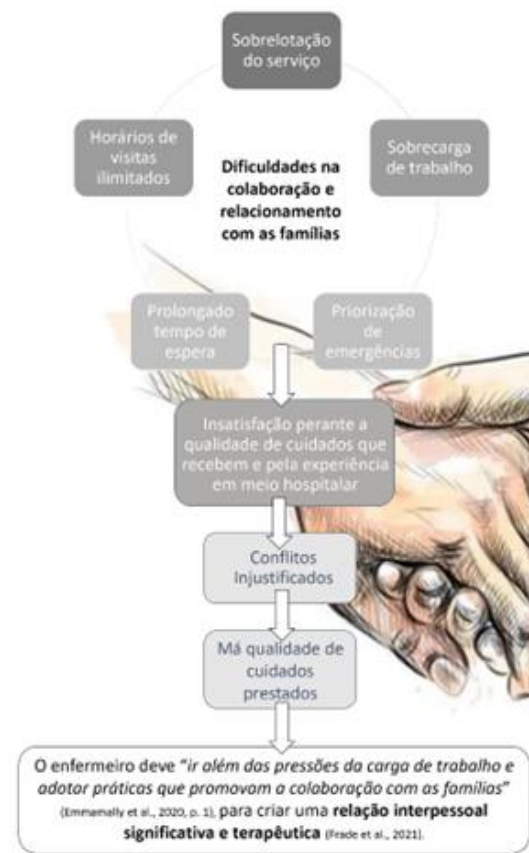 Sobrelotação
do serviço
Horários de
visitas
ilimitados
Sobrecarga
de trabalho
Dificuldades na
colaboração e
relacionamento
com as famílias
Prolongado
tempo de
espera
Priorização
de
emergências
Insatisfação perante a
qualidade de cuidados que
recebem e pela experiência
em meio hospitalar
Conflitos
Injustificados
Má qualidade de
cuidados
prestados
O enfermeiro deve “ir além das pressões da carga de trabalho e
adotar práticas que promovam a colaboração com as famílias”
(Emmamally et al., 2020, p. 1), para criar uma relação interpessoal
significativa e terapêutica (Frade et al., 2021).